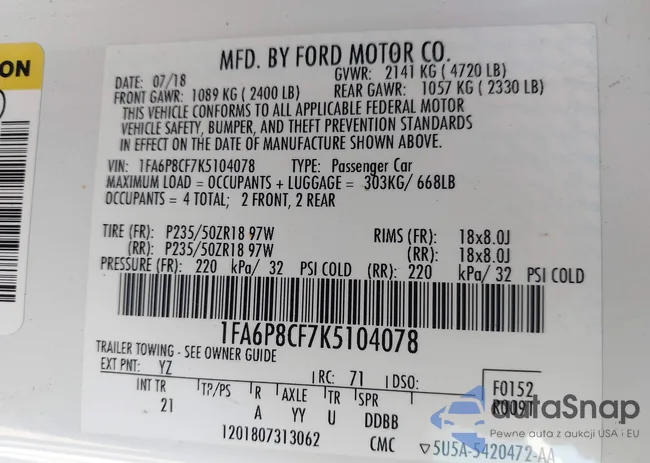 ON
MFD. BY FORD MOTOR CO.
DATE: 07/18 GVWR: 2141 KG ( 4720 LB)
FRONT GAWR: 1089 KG ( 2400 LB) REAR GAWR: 1057 KG ( 2330 LB)
THIS VEHICLE CONFORMS TO ALL APPLICABLE FEDERAL MOTOR
VEHICLE SAFETY, BUMPER, AND THEFT PREVENTION STANDARDS
IN EFFECT ON THE DATE OF MANUFACTURE SHOWN ABOVE.
VIN: 1FA6P8CF7K5104078 TYPE: Passenger Car
MAXIMUM LOAD = OCCUPANTS + LUGGAGE = 303KG/ 668LB
OCCUPANTS = 4 TOTAL; 2 FRONT, 2 REAR
TIRE (FR): P235/50ZR18 97W RIMS (FR): 18x8.0J
(RR): P235/50ZR18 97W (RR): 18x8.0J
PRESSURE (FR): 220 kPa/ 32 PSI COLD (RR): 220 kPa/ 32 PSI COLD
1FA6P8CF7K5104078
TRAILER TOWING - SEE OWNER GUIDE
EXT PNT: YZ RC: 71 DSO: F0152
INT TR TP/PS R AXLE TR SPR R0091
21 A YY U DDBB
1201807313062 CMC 5U5A-5420472-AA
autoSnap
Pewne auta z aukcji USA i EU